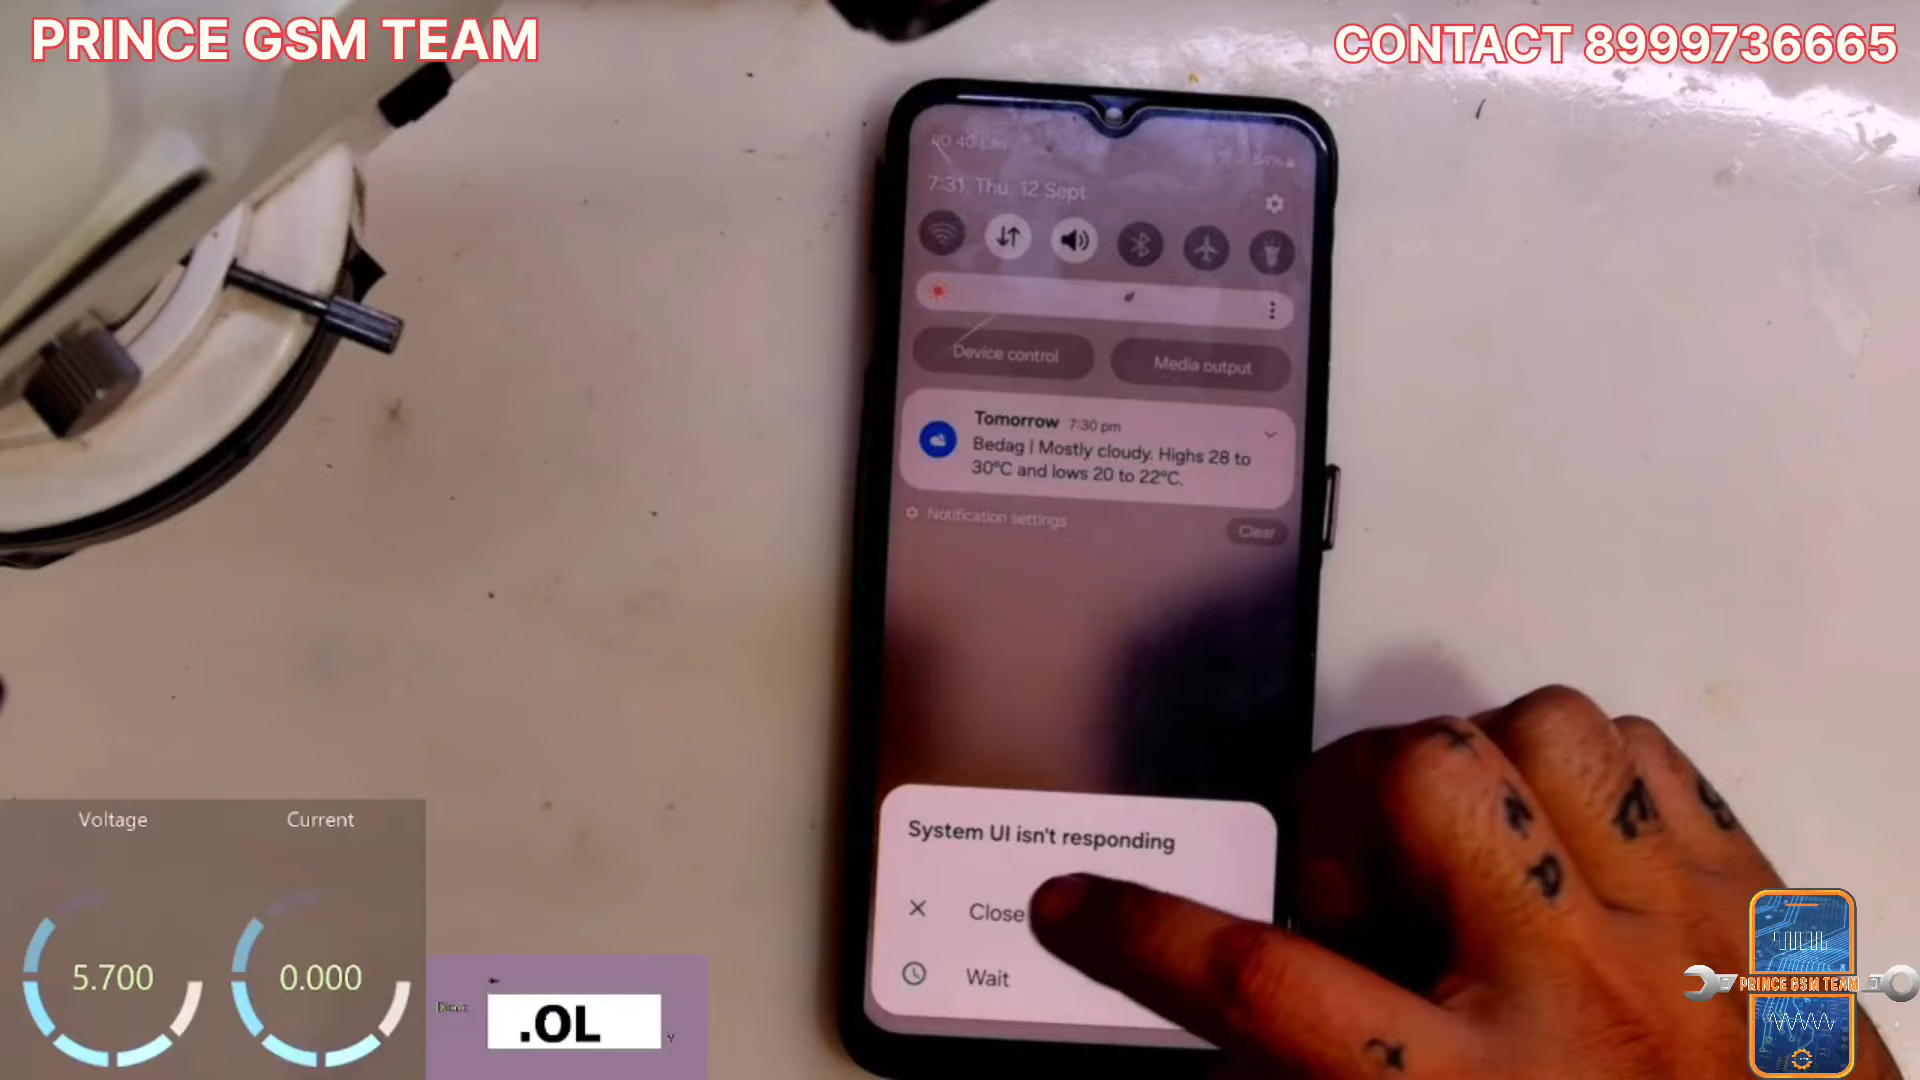 PRINCE GSM TEAM
CONTACT 8999736665
7:31 Thu, 12 Sept
Device control
Media output
Tomorrow 7:30 pm
Bedag | Mostly cloudy. Highs 28 to
30°C and lows 20 to 22°C.
Notification settings
Clear
System UI isn't responding
Close
Wait
Voltage
Current
5.700
0.000
.OL
V
PRINCE GSM TEAM